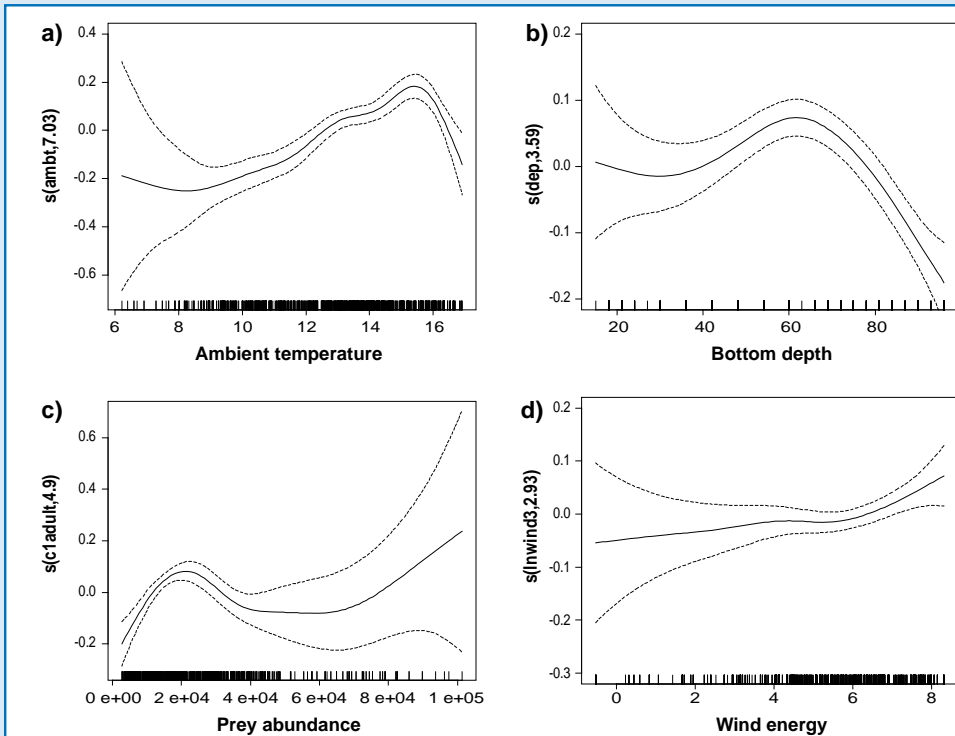 a)
0.4
0.2
0.0
-0.2
-0.4
-0.6
s(ambt,7.03)
6 8 10 12 14 16
Ambient temperature
b)
0.2
0.1
0.0
-0.1
-0.2
s(dep,3.59)
20 40 60 80
Bottom depth
c)
0.6
0.4
0.2
0.0
-0.2
s(c1adult,4.9)
0 e+00 2 e+04 4 e+04 6 e+04 8 e+04 1 e+05
Prey abundance
d)
0.2
0.1
0.0
-0.1
-0.2
-0.3
s(lnwind3,2.93)
0 2 4 6 8
Wind energy